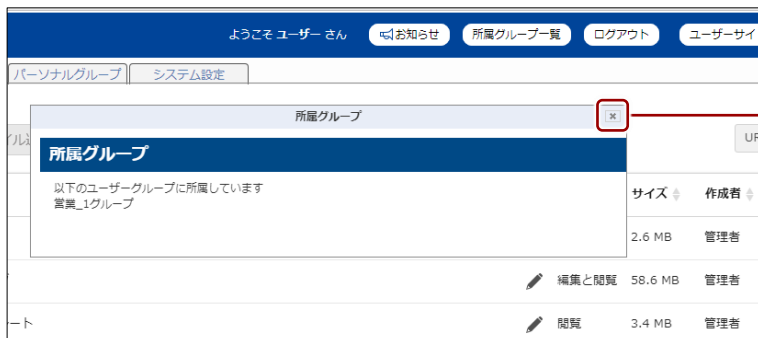 ようこそ ユーザー さん お知らせ 所属グループ一覧 ログアウト ユーザーサイ
パーソナルグループ システム設定
所属グループ
所属グループ
以下のユーザーグループに所属しています
営業_1グループ
サイズ 作成者
2.6 MB 管理者
編集と閲覧 58.6 MB 管理者
ート 閲覧 3.4 MB 管理者